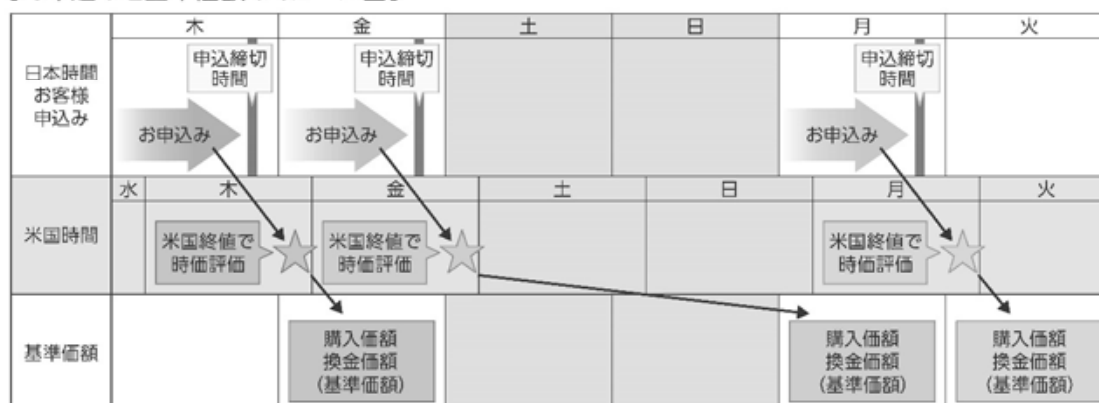 木 金 土 日 月 火
日本時間
お客様
申込み
申込締切
時間
申込締切
時間
申込締切
時間
お申込み
お申込み
お申込み
水 木 金 土 日 月 火
米国時間
米国終値で
時価評価
米国終値で
時価評価
米国終値で
時価評価
基準価額
購入価額
換金価額
(基準価額)
購入価額
換金価額
(基準価額)
購入価額
換金価額
(基準価額)